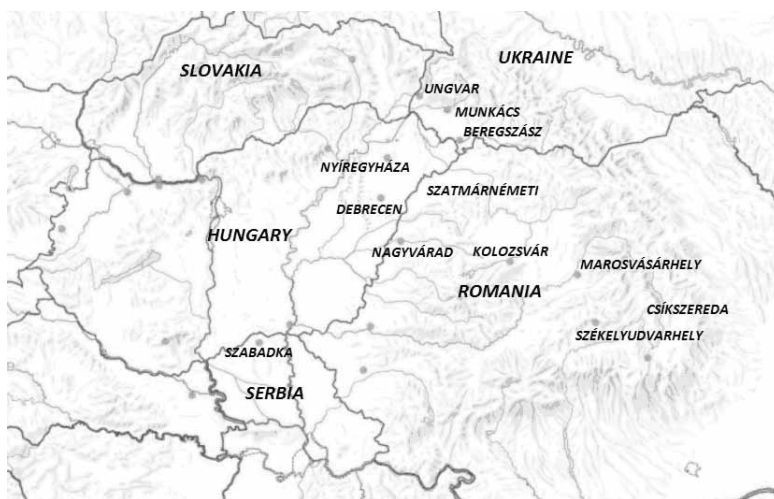 UKRAINE
SLOVAKIA
UNGVAR
MUNKÁCS
BEREGSZÁSZ
NYÍREGYHÁZA
SZATMÁRNÉMETI
DEBRECEN
HUNGARY
NAGYVÁRAD
KOLOZSVÁR
MAROSVÁSÁRHELY
ROMANIA
CSÍKSZEREDA
SZÉKELYUDVARHELY
SZABADKA
SERBIA